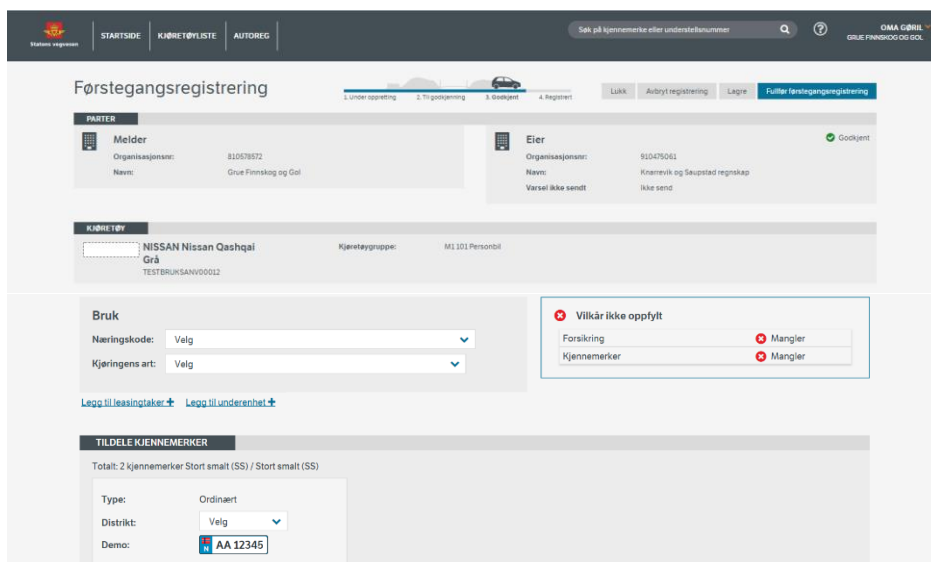 Statens vegvesen
STARTSIDE
KJØRETØYLISTE
AUTOREG
Søk på kjennemerke eller understellsnummer
?
OMA GØRIL
GRUE FINNSKOG OG GOL
Førstegangsregistrering
1. Under oppretting
2. Til godkjenning
3. Godkjent
4. Registrert
Lukk
Avbryt registrering
Lagre
Fullfør førstegangsregistrering
PARTER
Melder
Organisasjonsnr: 810578572
Navn: Grue Finnskog og Gol
Eier
Godkjent
Organisasjonsnr: 910475061
Navn: Knarrevik og Saupstad regnskap
Varsel ikke sendt Ikke send
KJØRETØY
NISSAN Nissan Qashqai
Grå
TESTBRUKSANV00012
Kjøretøygruppe: M1 101 Personbil
Bruk
Næringskode: Velg
Kjøringens art: Velg
Vilkår ikke oppfylt
Forsikring Mangler
Kjennemerker Mangler
Legg til leasingtaker + Legg til underenhet +
TILDELE KJENNEMERKER
Totalt: 2 kjennemerker Stort smalt (SS) / Stort smalt (SS)
Type: Ordinært
Distrikt: Velg
Demo: N AA 12345